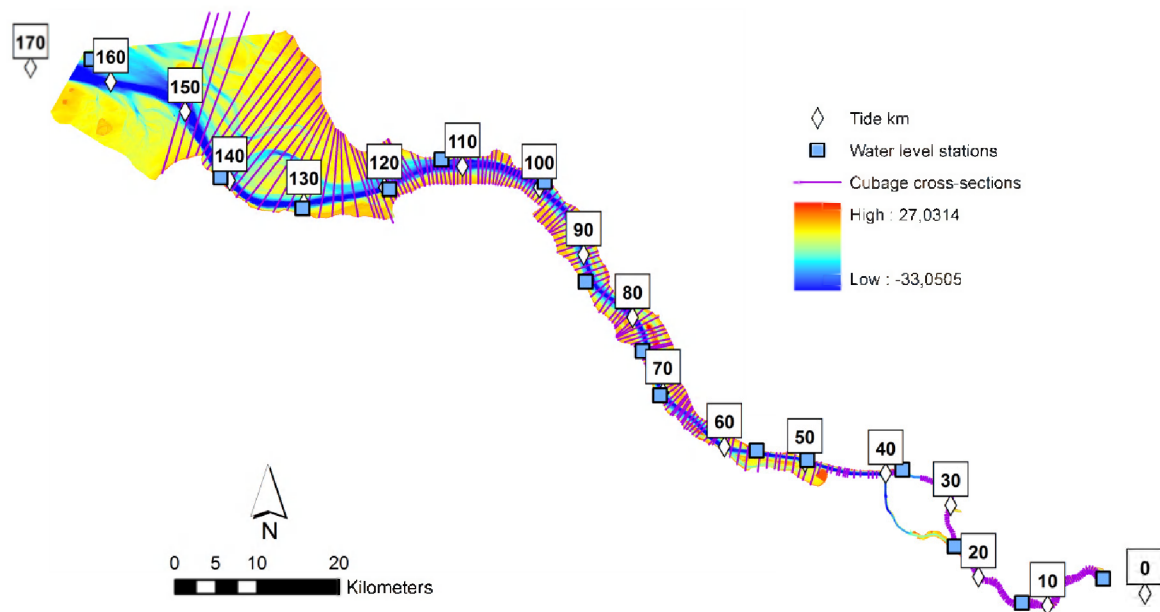 170
160
150
140
130
120
110
100
90
80
70
60
50
40
30
20
10
0
Tide km
Water level stations
Cubage cross-sections
High : 27,0314
Low : -33,0505
N
0 5 10 20
Kilometers